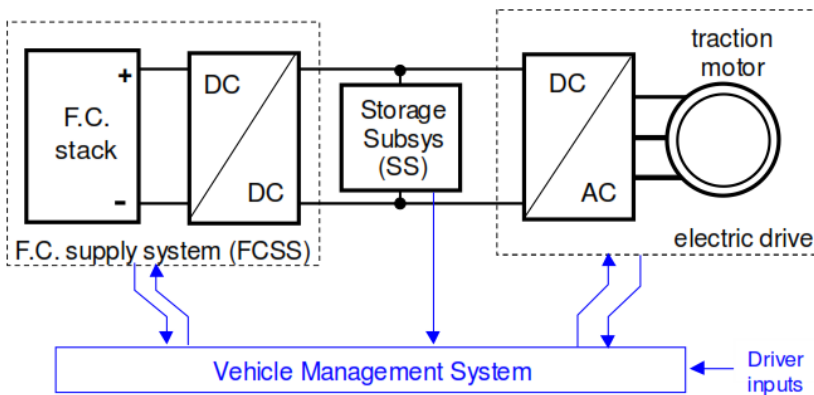 F.C.
stack
+
-
DC
DC
F.C. supply system (FCSS)
Storage
Subsys
(SS)
DC
AC
traction
motor
electric drive
Vehicle Management System
Driver
inputs